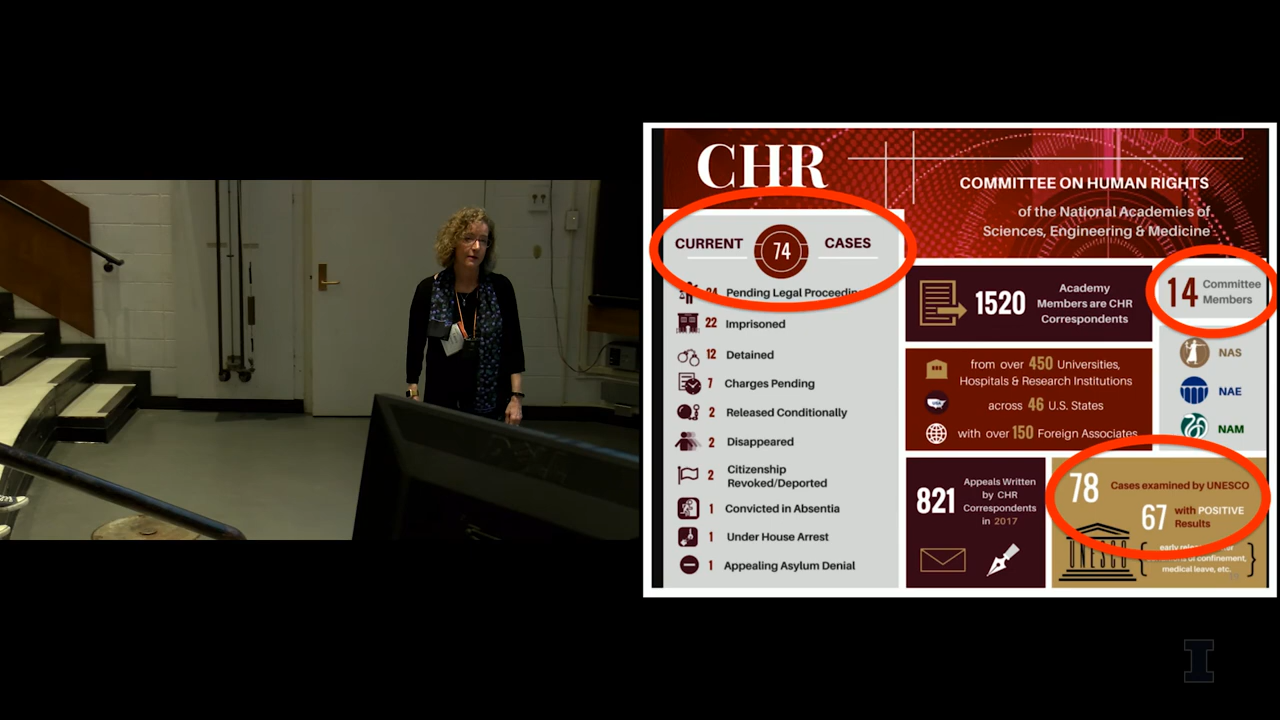 CHR
COMMITTEE ON HUMAN RIGHTS
of the National Academies of
Sciences, Engineering & Medicine
CURRENT 74 CASES
24 Pending Legal Proceedings
22 Imprisoned
12 Detained
7 Charges Pending
2 Released Conditionally
2 Disappeared
2 Citizenship
Revoked/Deported
1 Convicted in Absentia
1 Under House Arrest
1 Appealing Asylum Denial
1520 Academy
Members are CHR
Correspondents
from over 450 Universities,
Hospitals & Research Institutions
USA
across 46 U.S. States
with over 150 Foreign Associates
821 Appeals Written
by CHR
Correspondents
in 2017
14 Committee
Members
NAS
NAE
NAM
78 Cases examined by UNESCO
67 with POSITIVE
Results
UNESCO
early release,
of confinement,
medical leave, etc.
I